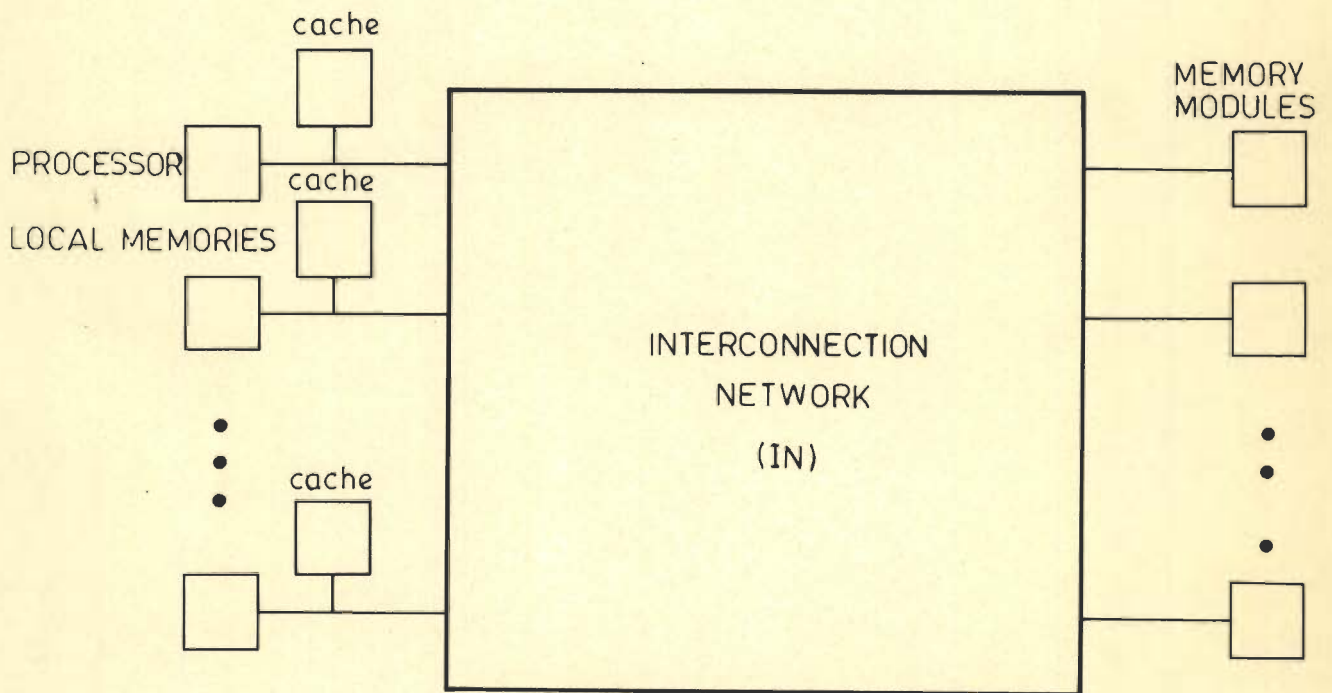 cache
MEMORY
MODULES
PROCESSOR
cache
LOCAL MEMORIES
INTERCONNECTION
NETWORK
(IN)
cache